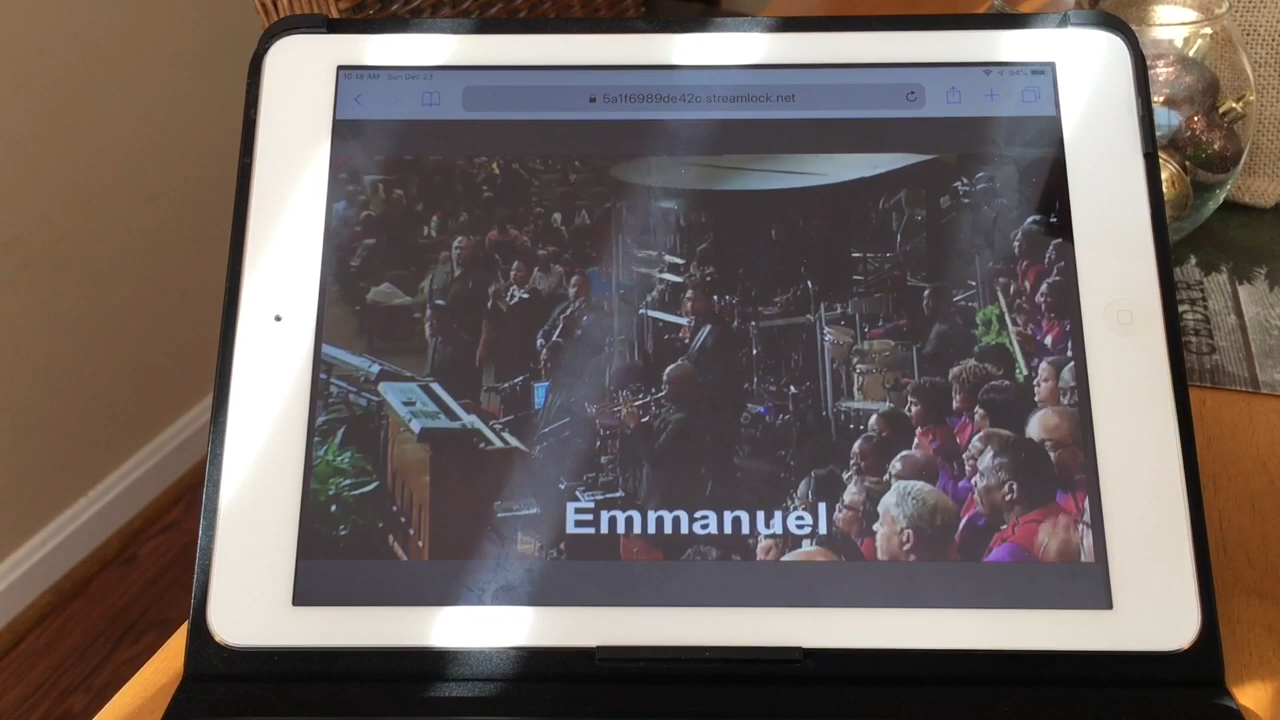 10:18 AM Sun Dec 23
94%
5a1f6989de42c.streamlock.net
Emmanuel
CEDAR